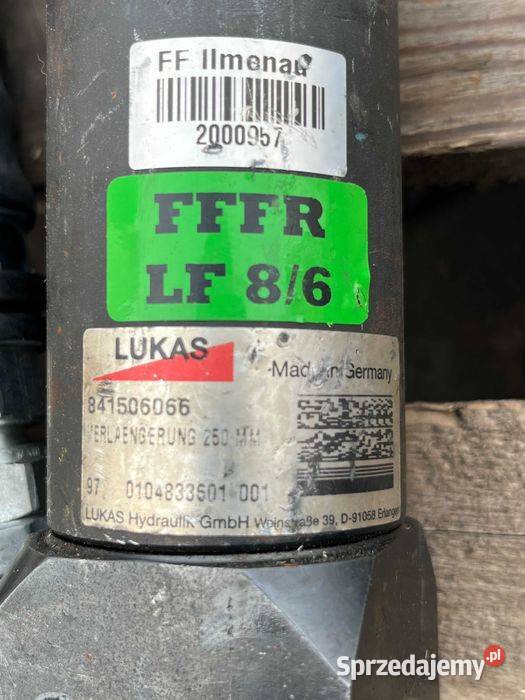 FF Ilmenau
2000957
FFFR
LF 8/6
LUKAS
Made in Germany
841506066
VERLAENGERUNG 250 MM
97 0104833601 001
LUKAS Hydraulik GmbH Weinstraße 39, D-91058 Erlangen
Sprzedajemy.pl